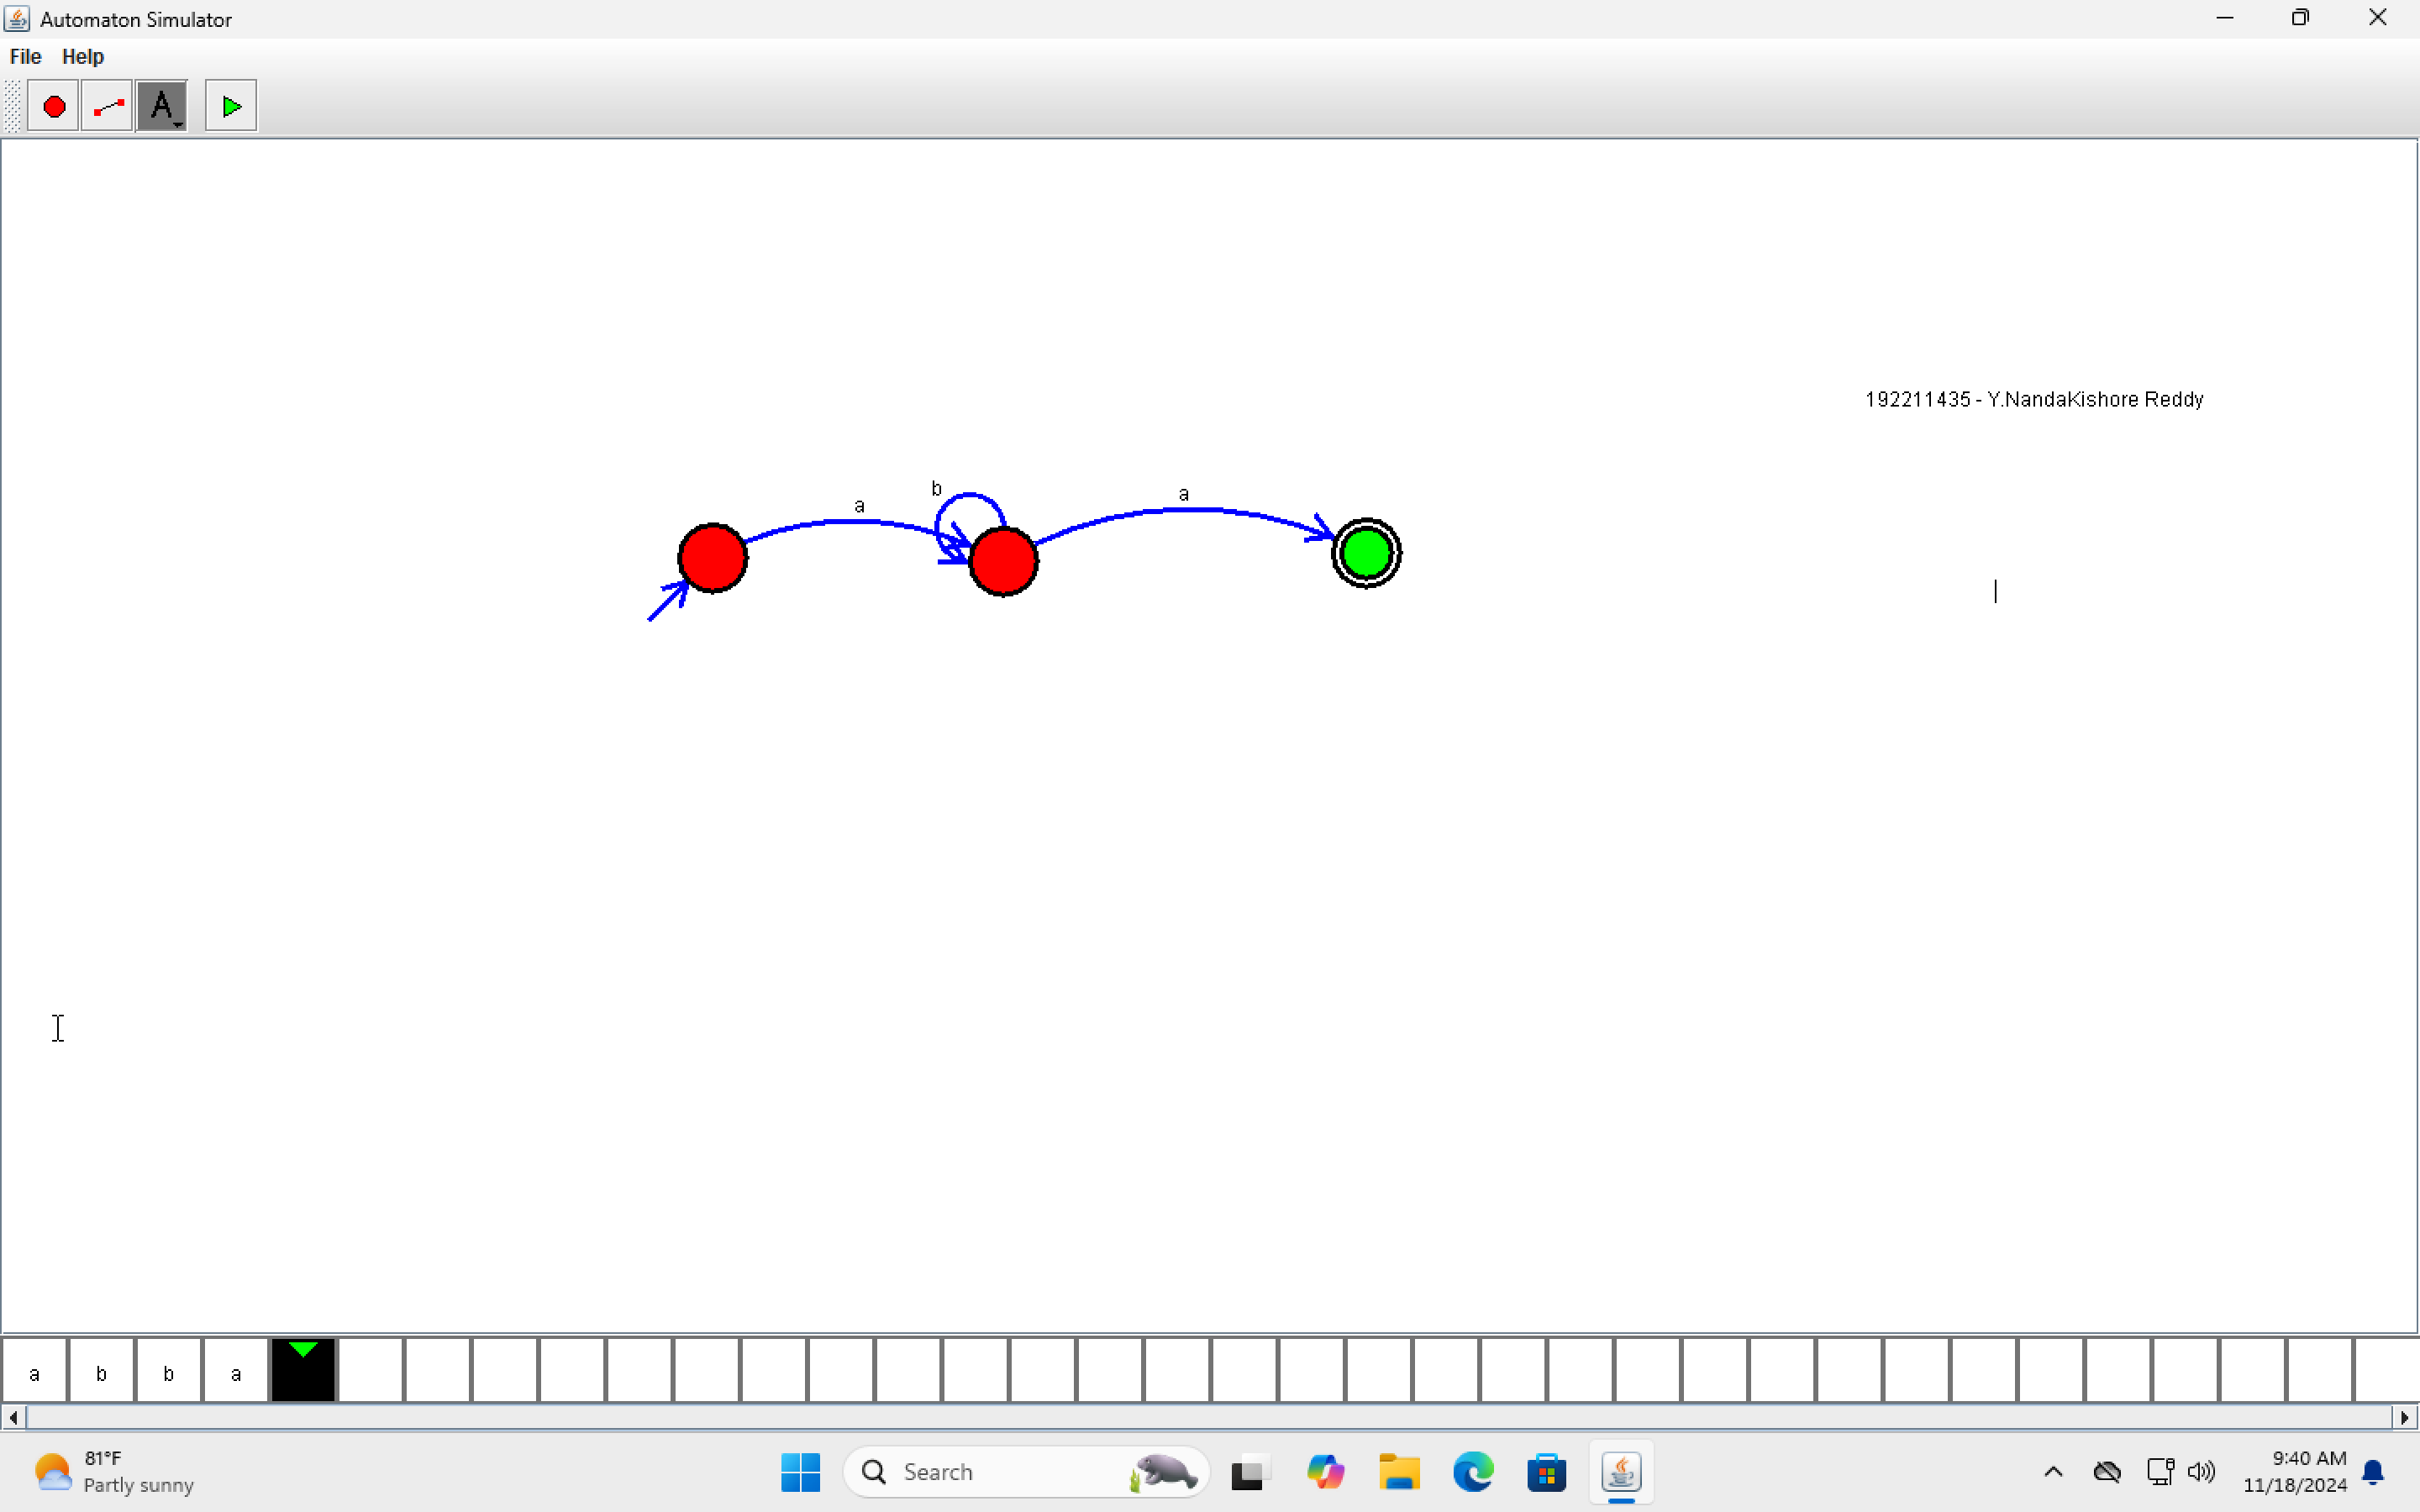 Automaton Simulator
File Help
A
192211435 - Y.NandaKishore Reddy
a
b
a
a b b a
81°F
Partly sunny
Search
9:40 AM
11/18/2024